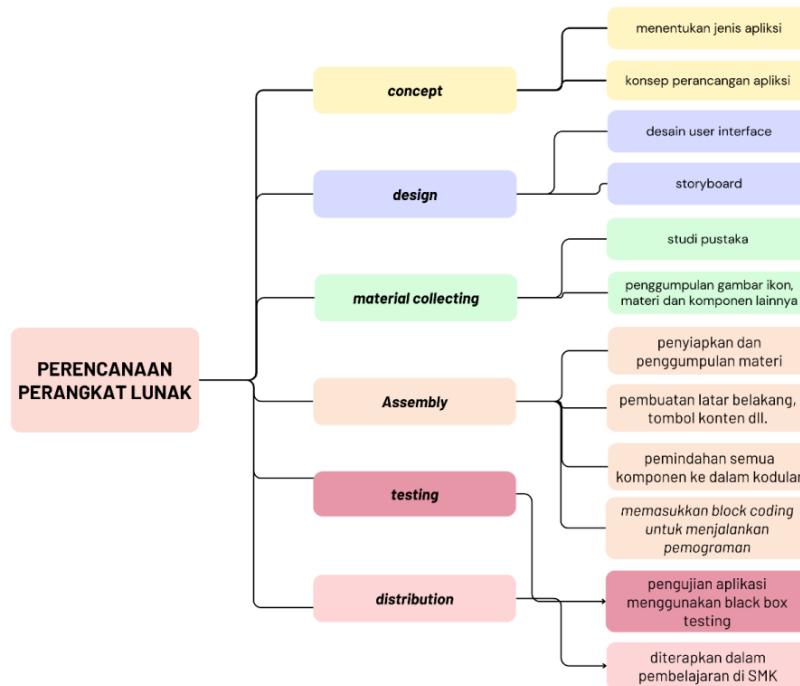 PERENCANAAN
PERANGKAT LUNAK
concept
menentukan jenis apliksi
konsep perancangan apliksi
design
desain user interface
storyboard
material collecting
studi pustaka
penggumpulan gambar ikon,
materi dan komponen lainnya
Assembly
penyiapkan dan
penggumpulan materi
pembuatan latar belakang,
tombol konten dll.
pemindahan semua
komponen ke dalam kodular
memasukkan block coding
untuk menjalankan
pemograman
testing
pengujian aplikasi
menggunakan black box
testing
distribution
diterapkan dalam
pembelajaran di SMK